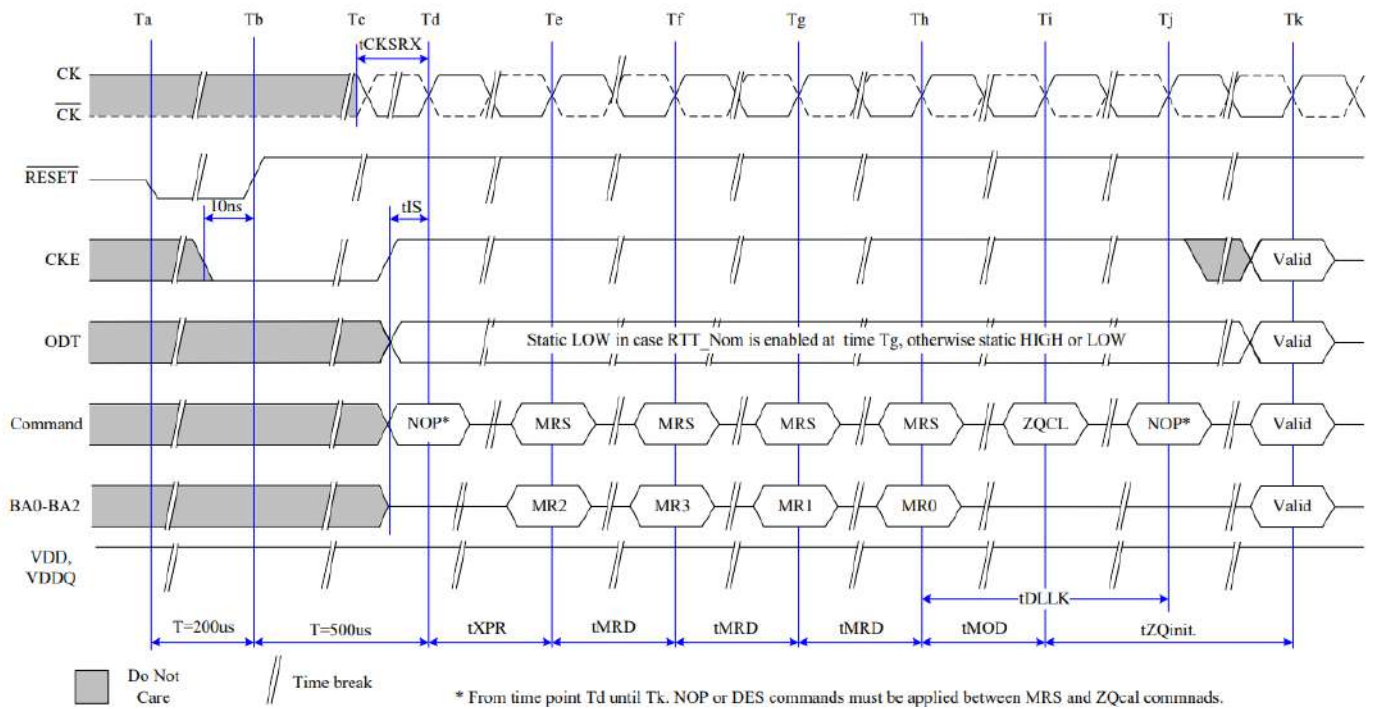 Ta Tb Tc Td Te Tf Tg Th Ti Tj Tk
tCKSRX
CK
CK
RESET
10ns tIS
CKE Valid
ODT Static LOW in case RTT_Nom is enabled at time Tg, otherwise static HIGH or LOW Valid
Command NOP* MRS MRS MRS MRS ZQCL NOP* Valid
BA0-BA2 MR2 MR3 MR1 MR0 Valid
VDD,
VDDQ
tDLLK
T=200us T=500us tXPR tMRD tMRD tMRD tMOD tZQinit.
Do Not
Care
Time break
* From time point Td until Tk. NOP or DES commands must be applied between MRS and ZQcal commnads.